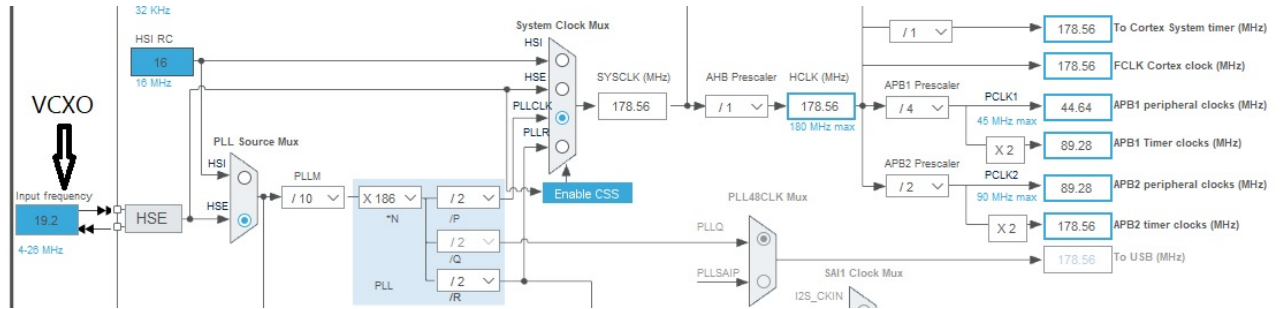 32 KHz
HSI RC
16
16 MHz
VCXO
Input frequency
19.2
4-26 MHz
HSE
PLL Source Mux
HSI
HSE
PLLM
/ 10
X 186
*N
/ 2
/P
/ 2
/Q
/ 2
/R
PLL
System Clock Mux
HSI
HSE
PLLCLK
PLLR
Enable CSS
SYSCLK (MHz)
178.56
AHB Prescaler
/ 1
HCLK (MHz)
178.56
180 MHz max
/ 1
178.56
To Cortex System timer (MHz)
178.56
FCLK Cortex clock (MHz)
APB1 Prescaler
/ 4
PCLK1
45 MHz max
44.64
APB1 peripheral clocks (MHz)
X 2
89.28
APB1 Timer clocks (MHz)
APB2 Prescaler
/ 2
PCLK2
90 MHz max
89.28
APB2 peripheral clocks (MHz)
X 2
178.56
APB2 timer clocks (MHz)
PLL48CLK Mux
PLLQ
PLLSAIP
178.56
To USB (MHz)
SAI1 Clock Mux
I2S_CKIN